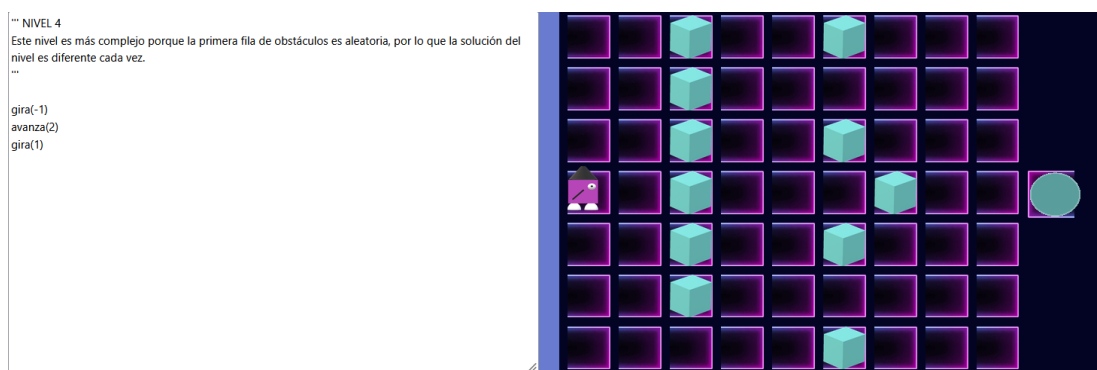 ''' NIVEL 4
Este nivel es más complejo porque la primera fila de obstáculos es aleatoria, por lo que la solución del
nivel es diferente cada vez.
'''
gira(-1)
avanza(2)
gira(1)